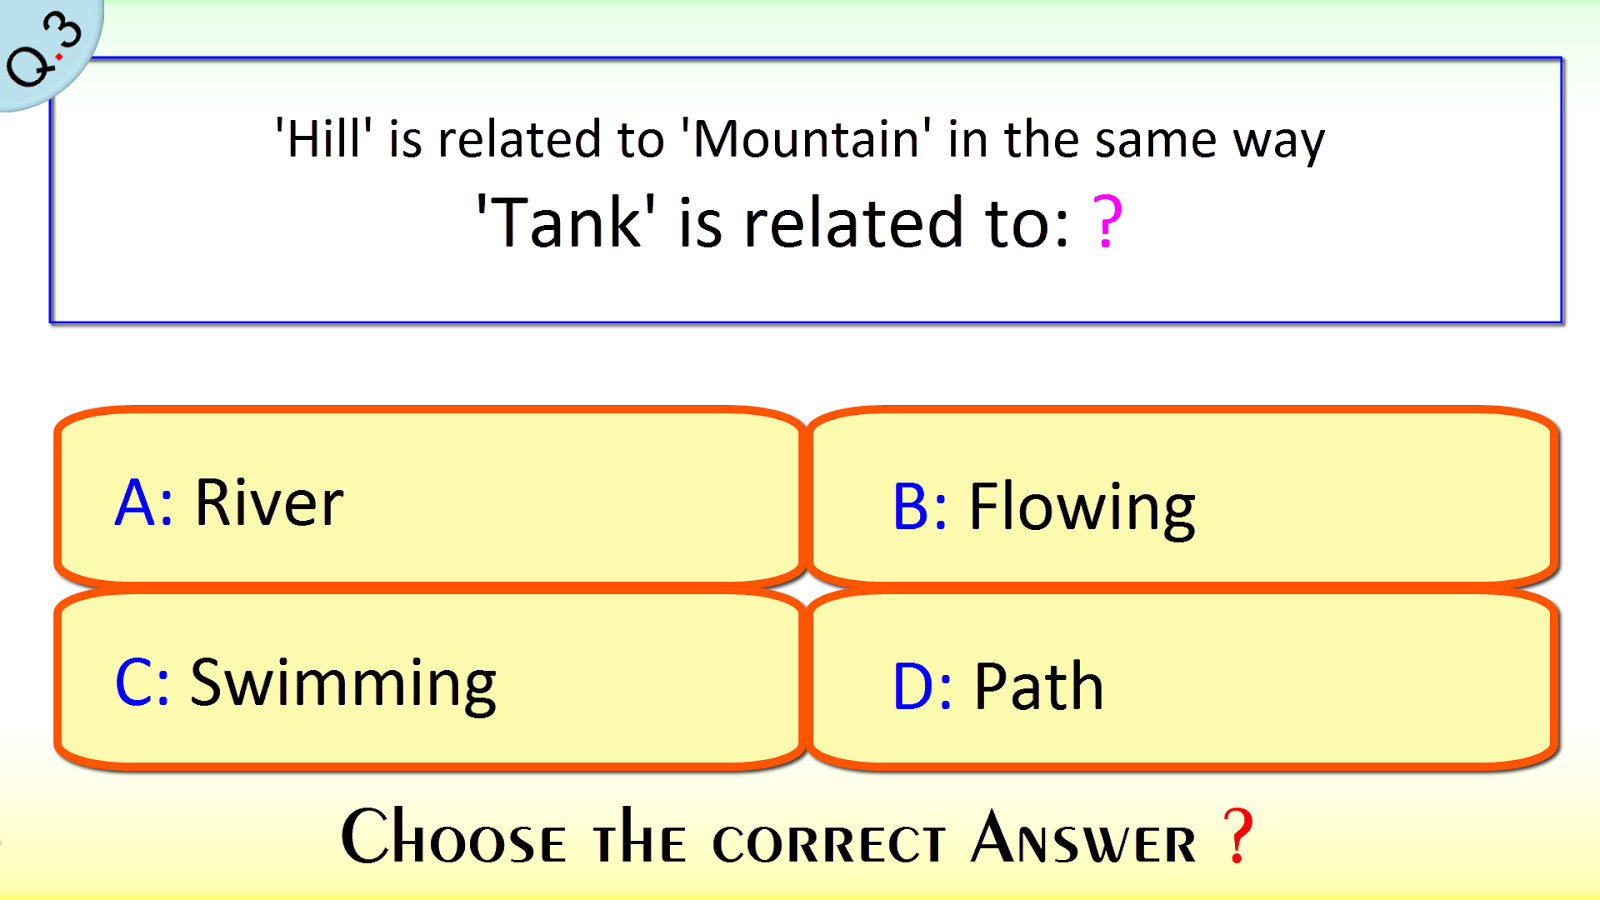 Q.3
'Hill' is related to 'Mountain' in the same way
'Tank' is related to: ?
A: River
B: Flowing
C: Swimming
D: Path
Choose the correct Answer ?